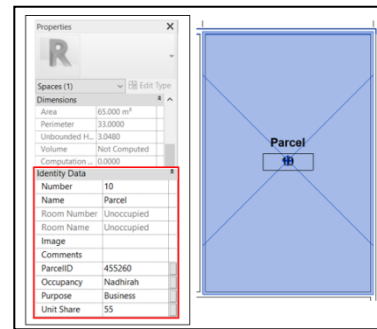 Properties
R
Spaces (1) Edit Type
Dimensions
Area 65.000 m²
Perimeter 33.0000
Unbounded H... 3.0480
Volume Not Computed
Computation ... 0.0000
Identity Data
Number 10
Name Parcel
Room Number Unoccupied
Room Name Unoccupied
Image
Comments
ParcelID 455260
Occupancy Nadhirah
Purpose Business
Unit Share 55
Parcel